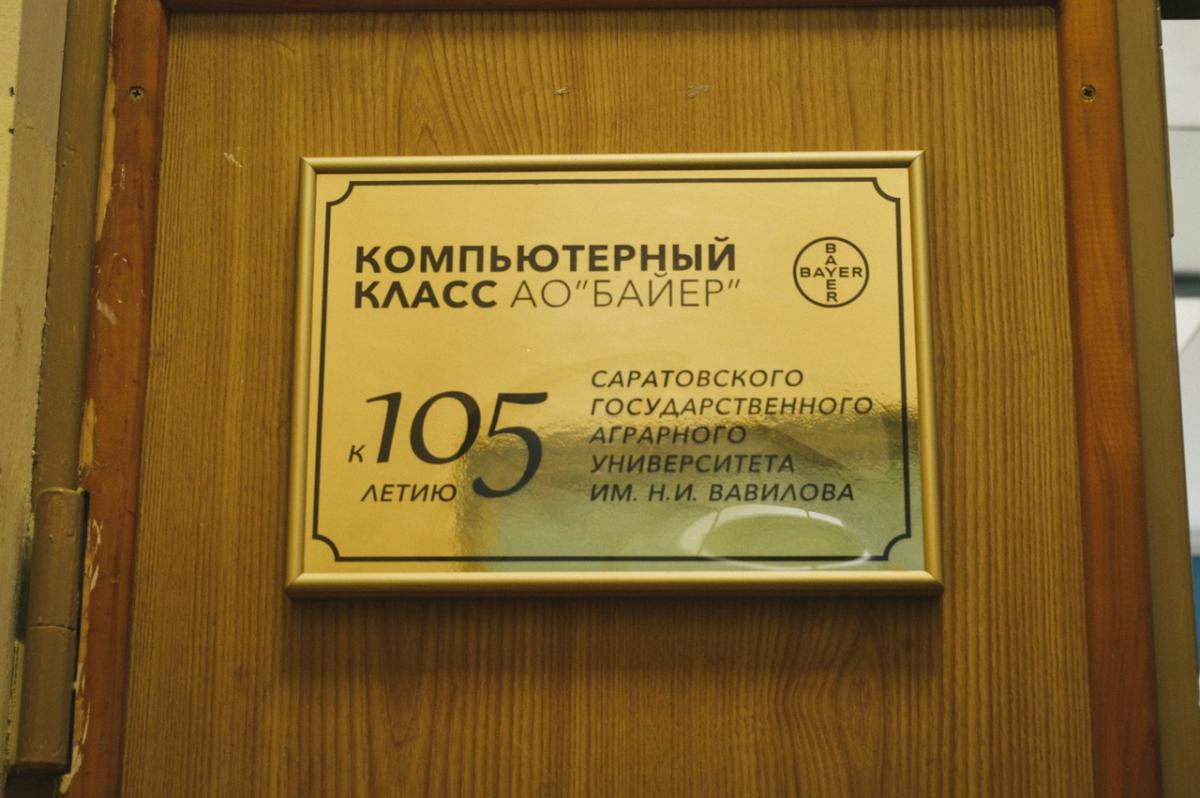 КОМПЬЮТЕРНЫЙ
КЛАСС АО"БАЙЕР"
BAYER
BAYER
к 105
ЛЕТИЮ
САРАТОВСКОГО
ГОСУДАРСТВЕННОГО
АГРАРНОГО
УНИВЕРСИТЕТА
ИМ. Н.И. ВАВИЛОВА